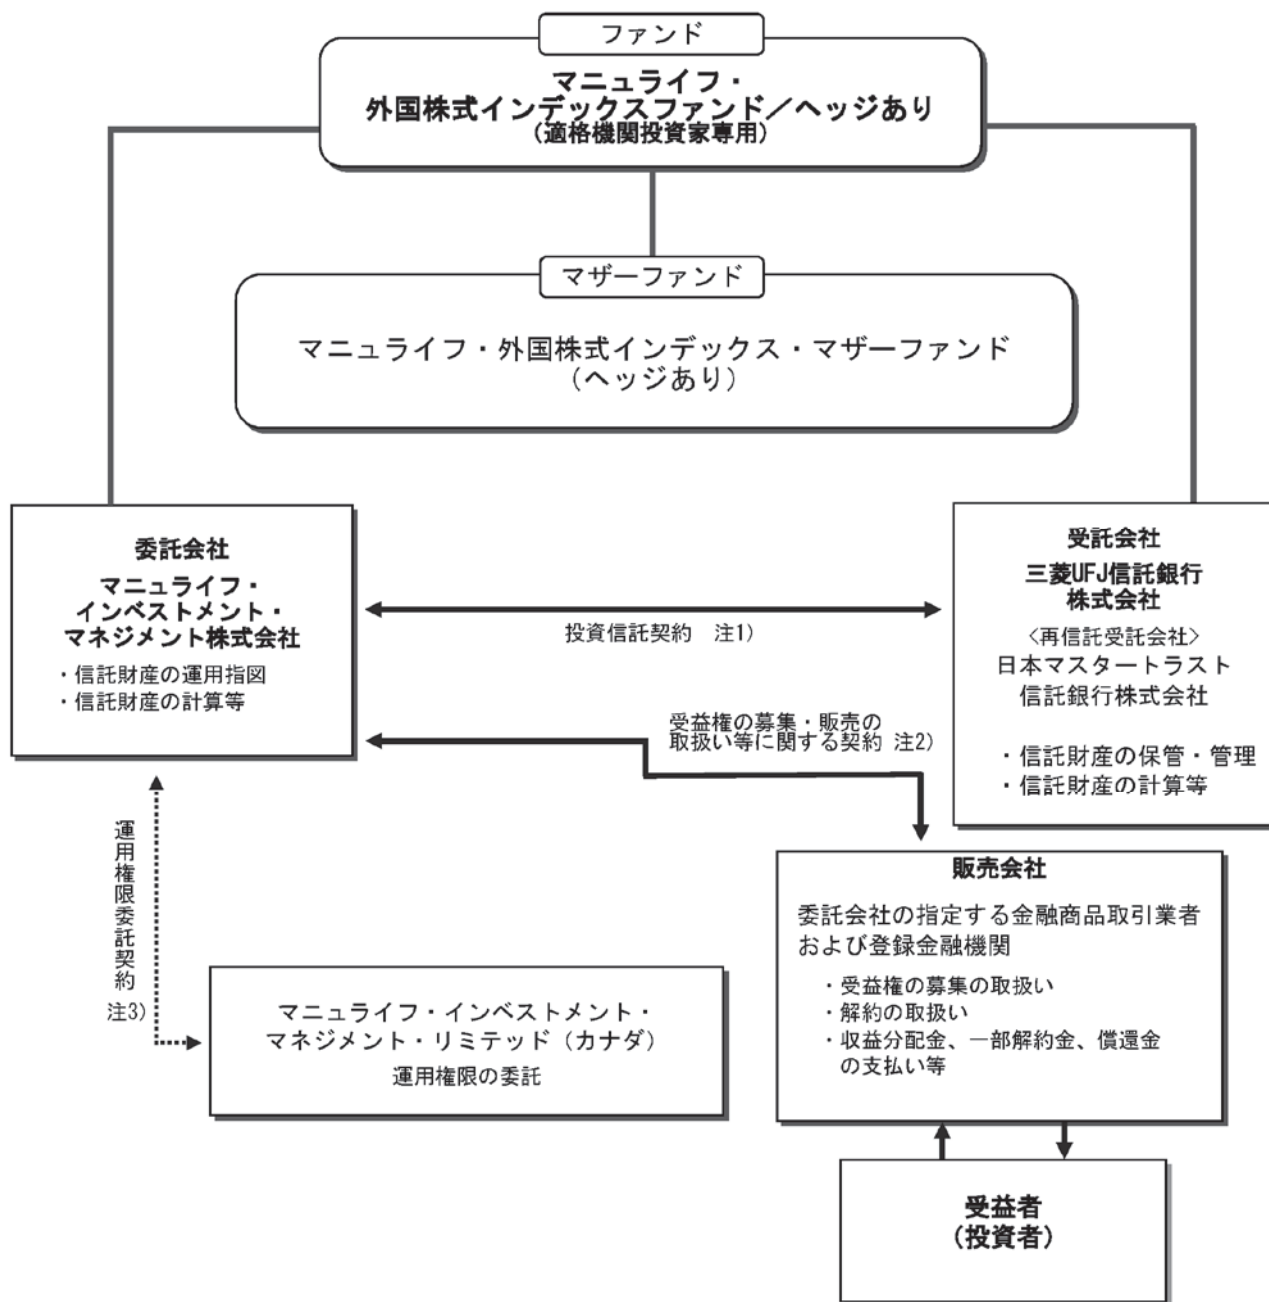 ファンド
マニュライフ・
外国株式インデックスファンド／ヘッジあり
（適格機関投資家専用）
マザーファンド
マニュライフ・外国株式インデックス・マザーファンド
（ヘッジあり）
委託会社
マニュライフ・
インベストメント・
マネジメント株式会社
・信託財産の運用指図
・信託財産の計算等
投資信託契約　注1）
受託会社
三菱UFJ信託銀行
株式会社
〈再信託受託会社〉
日本マスタートラスト
信託銀行株式会社
・信託財産の保管・管理
・信託財産の計算等
受益権の募集・販売の
取扱い等に関する契約 注2）
運用権限委託契約
注3）
マニュライフ・インベストメント・
マネジメント・リミテッド（カナダ）
運用権限の委託
販売会社
委託会社の指定する金融商品取引業者
および登録金融機関
・受益権の募集の取扱い
・解約の取扱い
・収益分配金、一部解約金、償還金
の支払い等
受益者
（投資者）